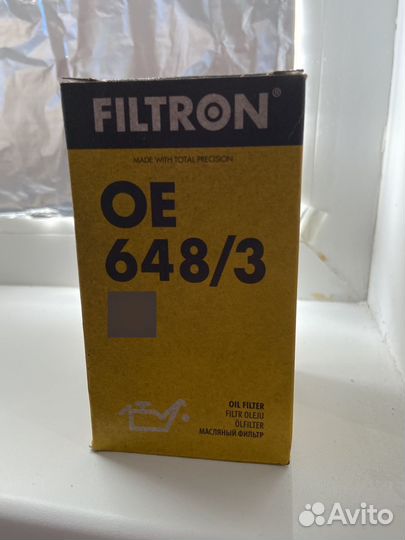 FILTRON®
MADE WITH TOTAL PRECISION
OE
648/3
OIL FILTER
FILTR OLEJU
ÖLFILTER
МАСЛЯНЫЙ ФИЛЬТР
Avito